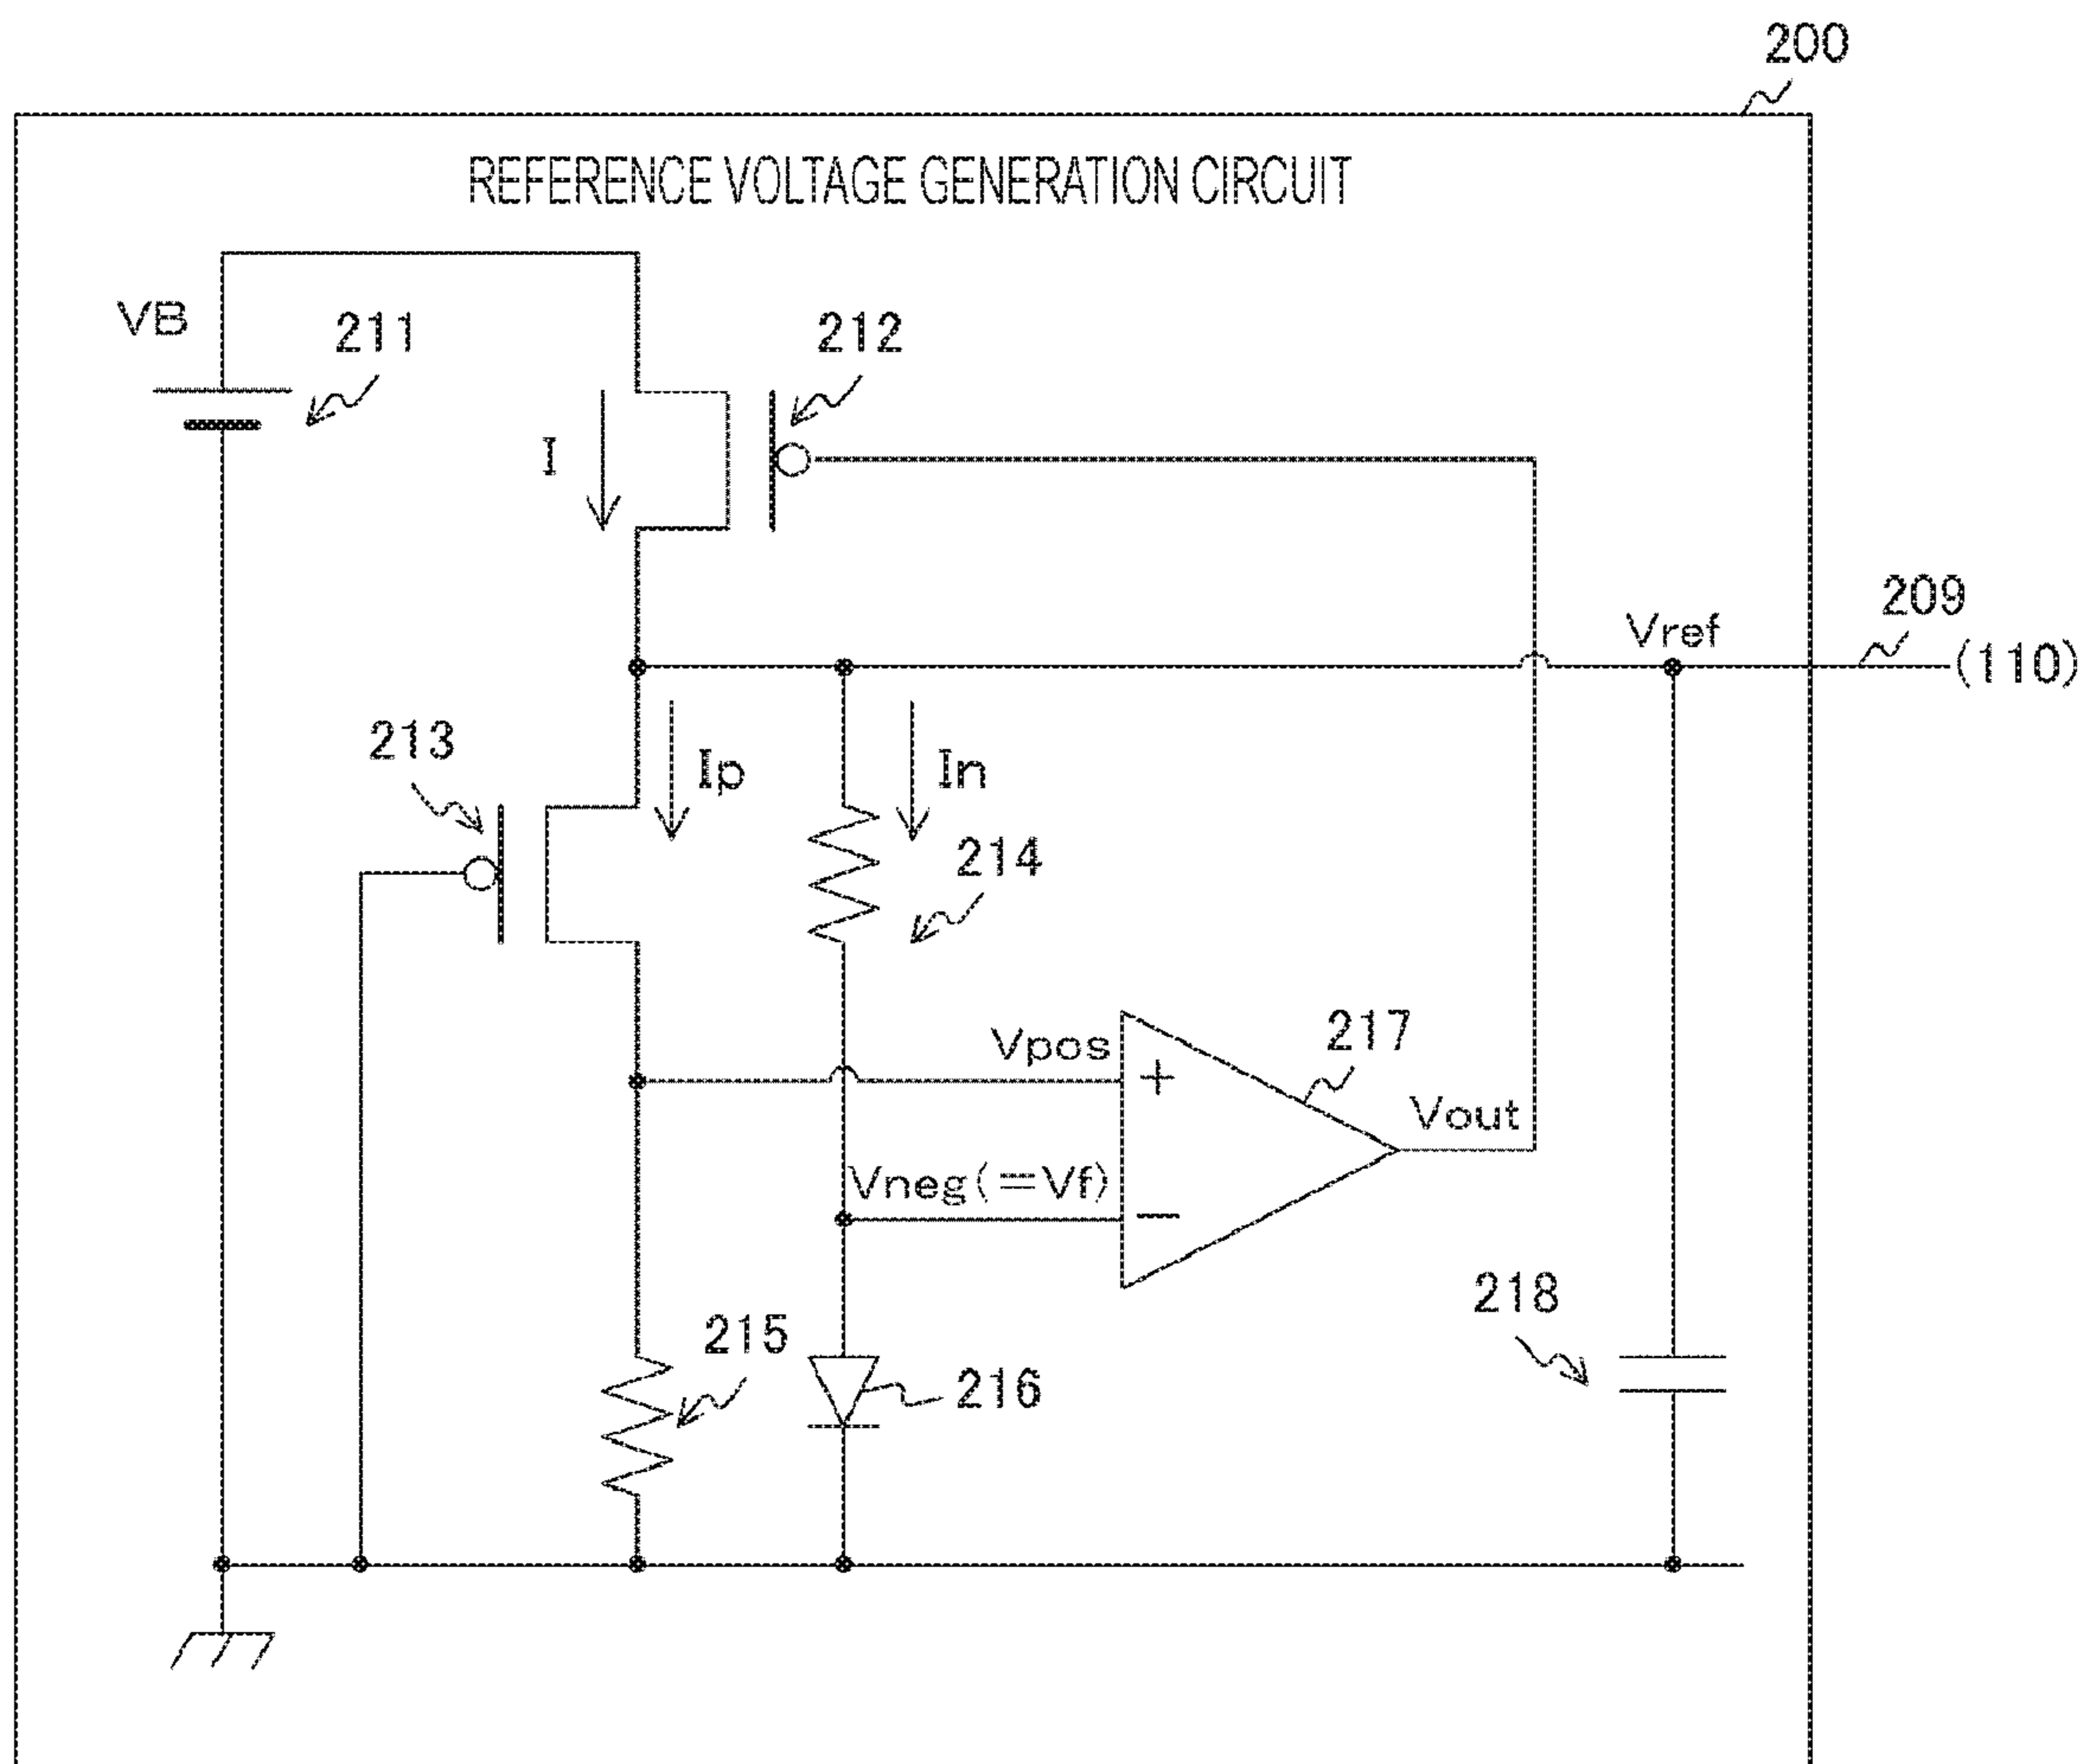 200
REFERENCE VOLTAGE GENERATION CIRCUIT
VB
211
212
I
Vref
209
(110)
213
Ip
In
214
Vpos
+
217
Vout
Vneg(=Vf)
−
218
215
216